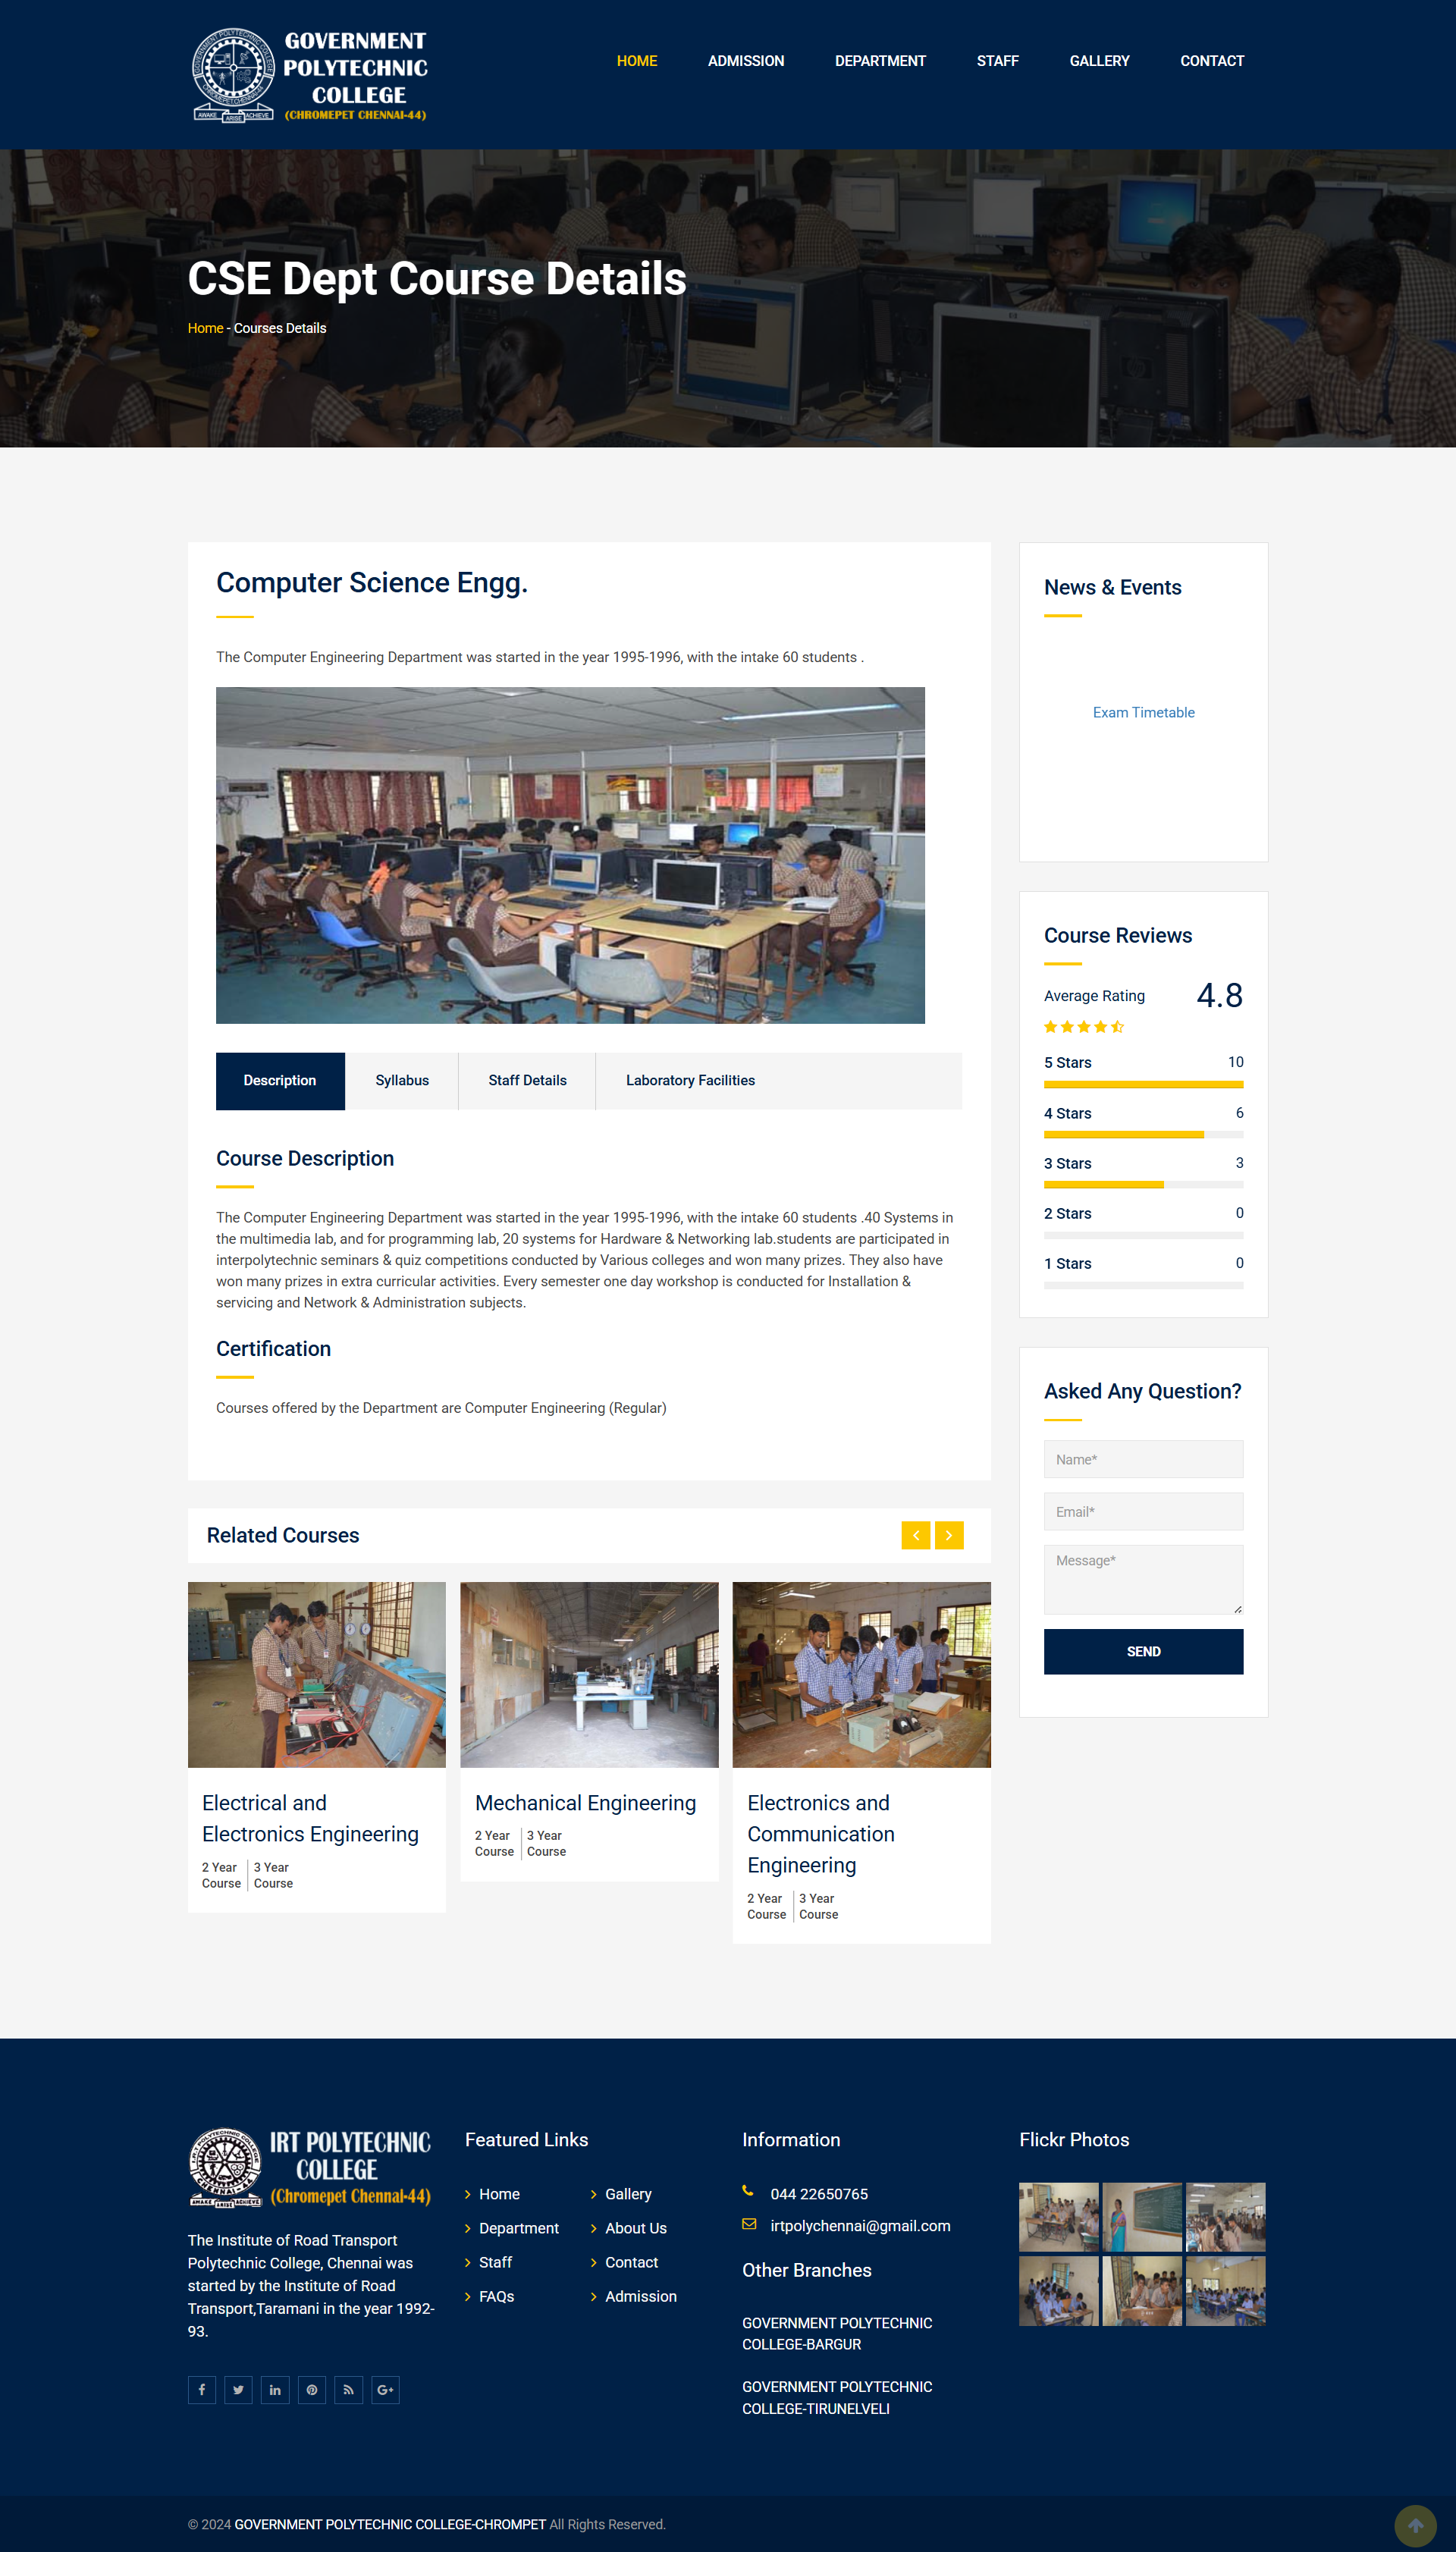 GOVERNMENT
POLYTECHNIC
COLLEGE
(CHROMEPET CHENNAI-44)
AWAKE ARISE ACHIEVE
HOME
ADMISSION
DEPARTMENT
STAFF
GALLERY
CONTACT
CSE Dept Course Details
Home - Courses Details
Computer Science Engg.
The Computer Engineering Department was started in the year 1995-1996, with the intake 60 students .
Description
Syllabus
Staff Details
Laboratory Facilities
Course Description
The Computer Engineering Department was started in the year 1995-1996, with the intake 60 students .40 Systems in
the multimedia lab, and for programming lab, 20 systems for Hardware & Networking lab.students are participated in
interpolytechnic seminars & quiz competitions conducted by Various colleges and won many prizes. They also have
won many prizes in extra curricular activities. Every semester one day workshop is conducted for Installation &
servicing and Network & Administration subjects.
Certification
Courses offered by the Department are Computer Engineering (Regular)
Related Courses
Electrical and
Electronics Engineering
2 Year
Course
3 Year
Course
Mechanical Engineering
2 Year
Course
3 Year
Course
Electronics and
Communication
Engineering
2 Year
Course
3 Year
Course
News & Events
Exam Timetable
Course Reviews
Average Rating 4.8
5 Stars 10
4 Stars 6
3 Stars 3
2 Stars 0
1 Stars 0
Asked Any Question?
Name*
Email*
Message*
SEND
IRT POLYTECHNIC
COLLEGE
(Chromepet Chennai-44)
AWAKE ARISE ACHIEVE
The Institute of Road Transport
Polytechnic College, Chennai was
started by the Institute of Road
Transport,Taramani in the year 1992-
93.
Featured Links
Home
Department
Staff
FAQs
Gallery
About Us
Contact
Admission
Information
044 22650765
irtpolychennai@gmail.com
Other Branches
GOVERNMENT POLYTECHNIC
COLLEGE-BARGUR
GOVERNMENT POLYTECHNIC
COLLEGE-TIRUNELVELI
Flickr Photos
© 2024 GOVERNMENT POLYTECHNIC COLLEGE-CHROMPET All Rights Reserved.